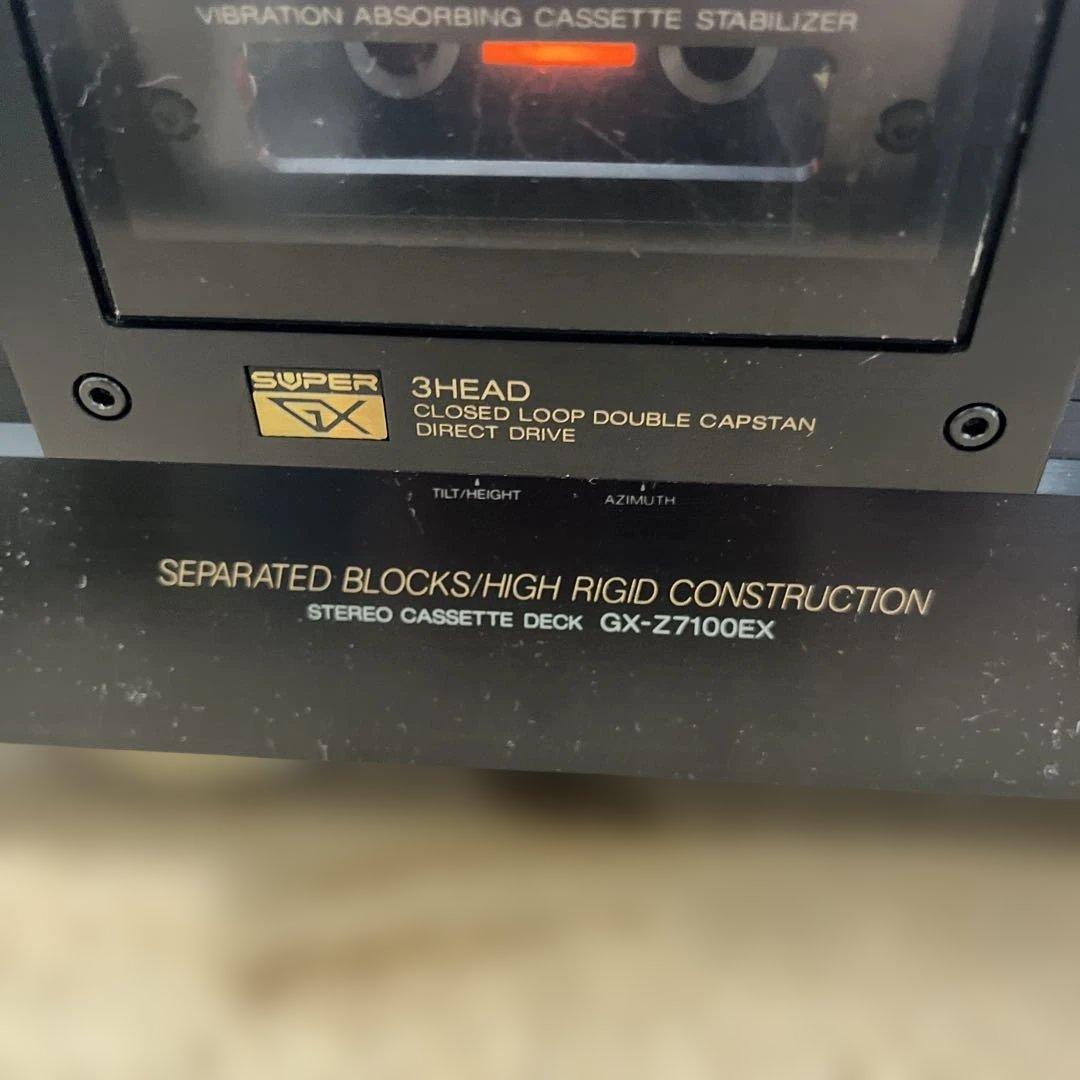 VIBRATION ABSORBING CASSETTE STABILIZER
SUPER
GX
3HEAD
CLOSED LOOP DOUBLE CAPSTAN
DIRECT DRIVE
TILT/HEIGHT
AZIMUTH
SEPARATED BLOCKS/HIGH RIGID CONSTRUCTION
STEREO CASSETTE DECK GX-Z7100EX